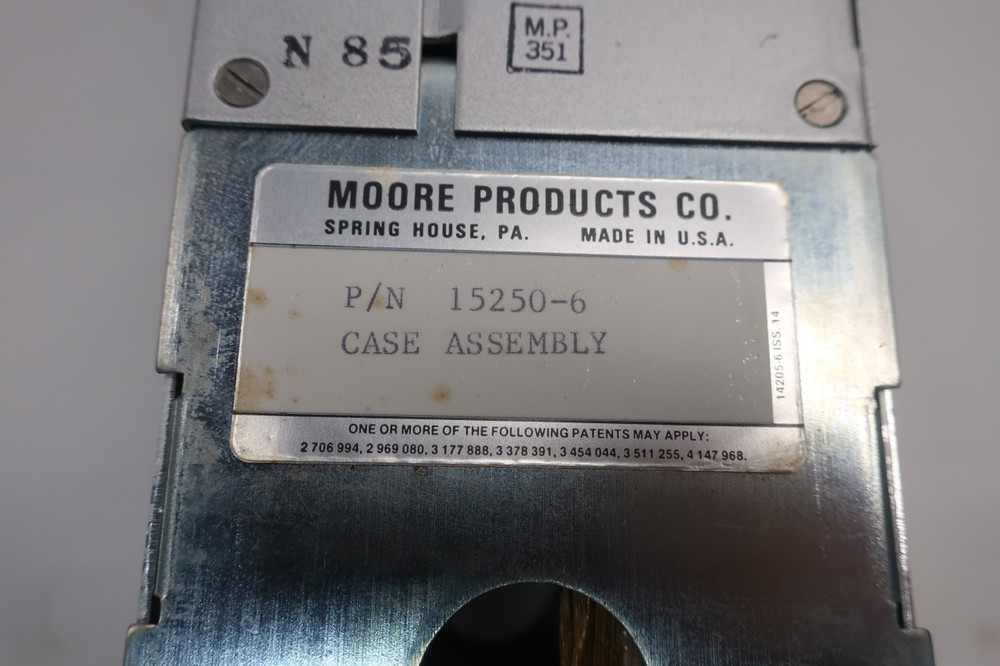 N 85
M.P.
351
MOORE PRODUCTS CO.
SPRING HOUSE, PA. MADE IN U.S.A.
P/N 15250-6
CASE ASSEMBLY
14205-6 ISS. 14
ONE OR MORE OF THE FOLLOWING PATENTS MAY APPLY:
2 706 994, 2 969 080, 3 177 888, 3 378 391, 3 454 044, 3 511 255, 4 147 968.